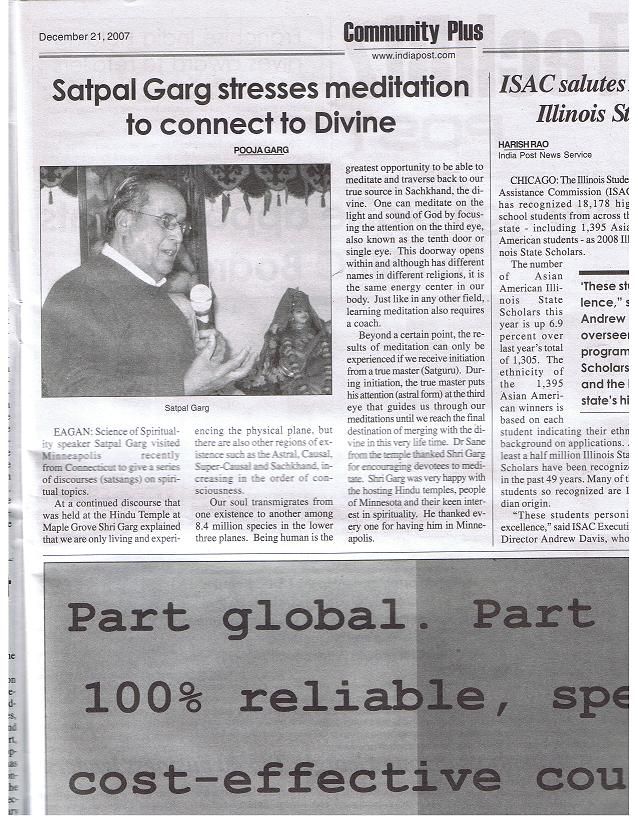 December 21, 2007
Community Plus
www.indiapost.com
Satpal Garg stresses meditation
to connect to Divine
POOJA GARG
Satpal Garg
EAGAN: Science of Spiritual-
ity speaker Satpal Garg visited
Minneapolis recently
from Connecticut to give a series
of discourses (satsangs) on spiri-
tual topics.
At a continued discourse that
was held at the Hindu Temple at
Maple Grove Shri Garg explained
that we are only living and experi-
encing the physical plane, but
there are also other regions of ex-
istence such as the Astral, Causal,
Super-Causal and Sachkhand, in-
creasing in the order of con-
sciousness.
Our soul transmigrates from
one existence to another among
8.4 million species in the lower
three planes. Being human is the
greatest opportunity to be able to
meditate and traverse back to our
true source in Sachkhand, the di-
vine. One can meditate on the
light and sound of God by focus-
ing the attention on the third eye,
also known as the tenth door or
single eye. This doorway opens
within and although has different
names in different religions, it is
the same energy center in our
body. Just like in any other field,
learning meditation also requires
a coach.
Beyond a certain point, the re-
sults of meditation can only be
experienced if we receive initiation
from a true master (Satguru). Dur-
ing initiation, the true master puts
his attention (astral form) at the third
eye that guides us through our
meditations until we reach the final
destination of merging with the di-
vine in this very life time. Dr Sane
from the temple thanked Shri Garg
for encouraging devotees to medi-
tate. Shri Garg was very happy with
the hosting Hindu temples, people
of Minnesota and their keen inter-
est in spirituality. He thanked ev-
ery one for having him in Minne-
apolis.
ISAC salutes
Illinois St
HARISH RAO
India Post News Service
CHICAGO: The Illinois Stude
Assistance Commission (ISAC
has recognized 18,178 hig
school students from across th
state - including 1,395 Asia
American students - as 2008 Il
nois State Scholars.
The number
of Asian
American Illi-
nois State
Scholars this
year is up 6.9
percent over
last year's total
of 1,305. The
ethnicity of
the 1,395
Asian Ameri-
can winners is
based on each
student indicating their ethn
background on applications.
least a half million Illinois Sta
Scholars have been recognize
in the past 49 years. Many of t
students so recognized are I
dian origin.
"These students personi
excellence," said ISAC Execut
Director Andrew Davis, who
'These stu
lence," s
Andrew
overseer
program
Scholars
and the
state's hi
Part global. Part
100% reliable, spe
cost-effective cou